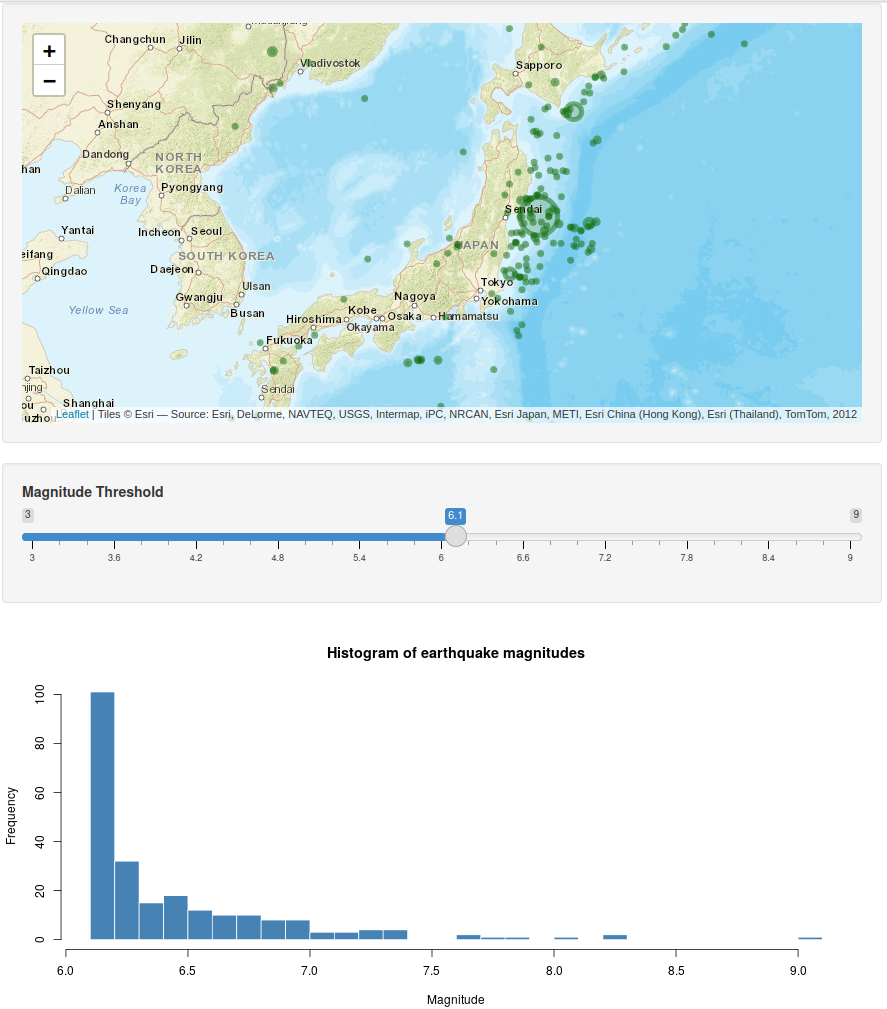 +
−
Changchun
Jilin
Vladivostok
Sapporo
Shenyang
Anshan
Dandong
NORTH
KOREA
Dalian
Korea
Bay
Pyongyang
Yantai
Incheon
Seoul
Sendai
JAPAN
SOUTH KOREA
Qingdao
Daejeon
Ulsan
Gwangju
Busan
Yellow Sea
Tokyo
Yokohama
Nagoya
Kobe
Osaka
Hamamatsu
Hiroshima
Okayama
Fukuoka
Taizhou
Sendai
Shanghai
Leaflet | Tiles © Esri — Source: Esri, DeLorme, NAVTEQ, USGS, Intermap, iPC, NRCAN, Esri Japan, METI, Esri China (Hong Kong), Esri (Thailand), TomTom, 2012
Magnitude Threshold
3 6.1 9
3 3.6 4.2 4.8 5.4 6 6.6 7.2 7.8 8.4 9
Histogram of earthquake magnitudes
100
80
60
40
20
0
Frequency
6.0 6.5 7.0 7.5 8.0 8.5 9.0
Magnitude